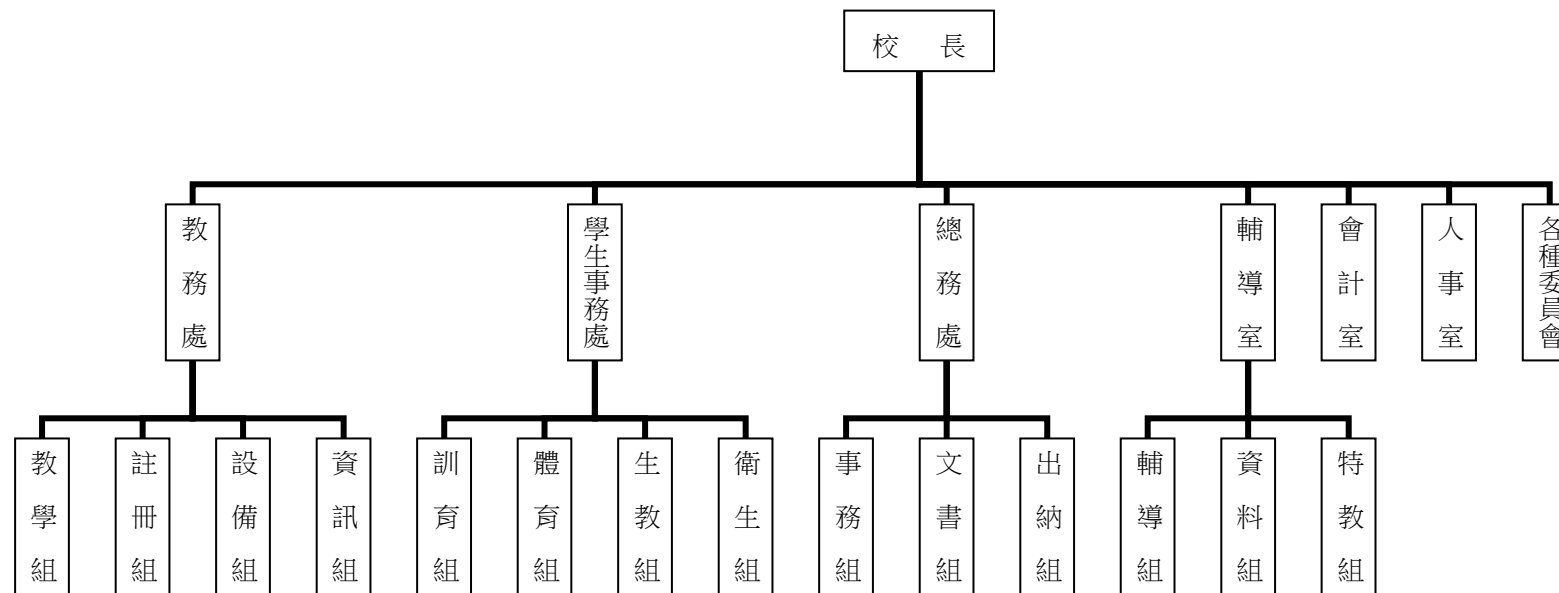 校 長
教務處
學生事務處
總務處
輔導室
會計室
人事室
各種委員會
教學組
註冊組
設備組
資訊組
訓育組
體育組
生教組
衛生組
事務組
文書組
出納組
輔導組
資料組
特教組